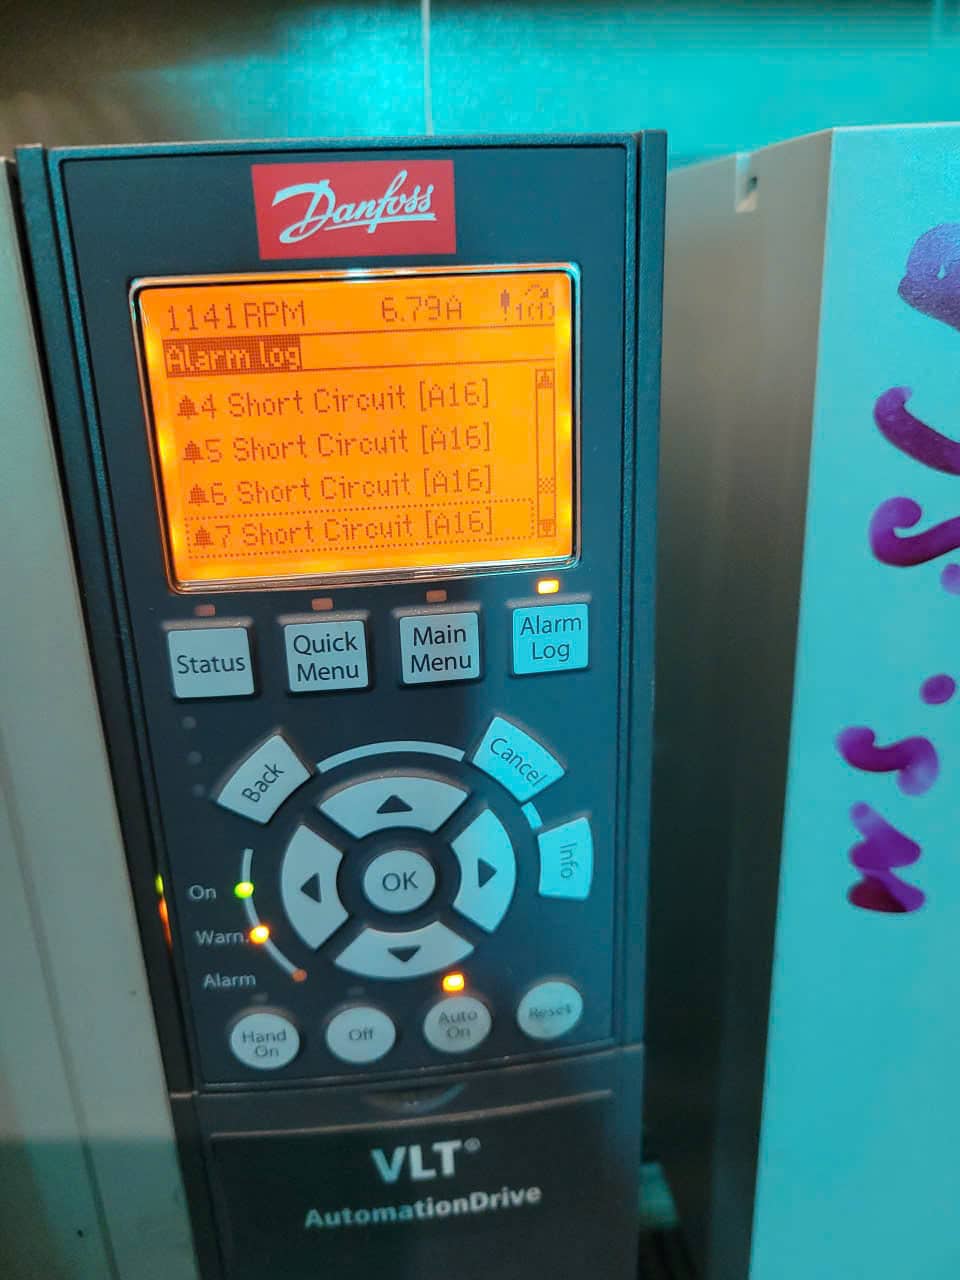 Danfoss
1141RPM 6.79A 1(1)
Alarm log
4 Short Circuit [A16]
5 Short Circuit [A16]
6 Short Circuit [A16]
7 Short Circuit [A16]
Status Quick Menu Main Menu Alarm Log
Back Cancel
Info
OK
On
Warn.
Alarm
Hand On Off Auto On Reset
VLT®
AutomationDrive